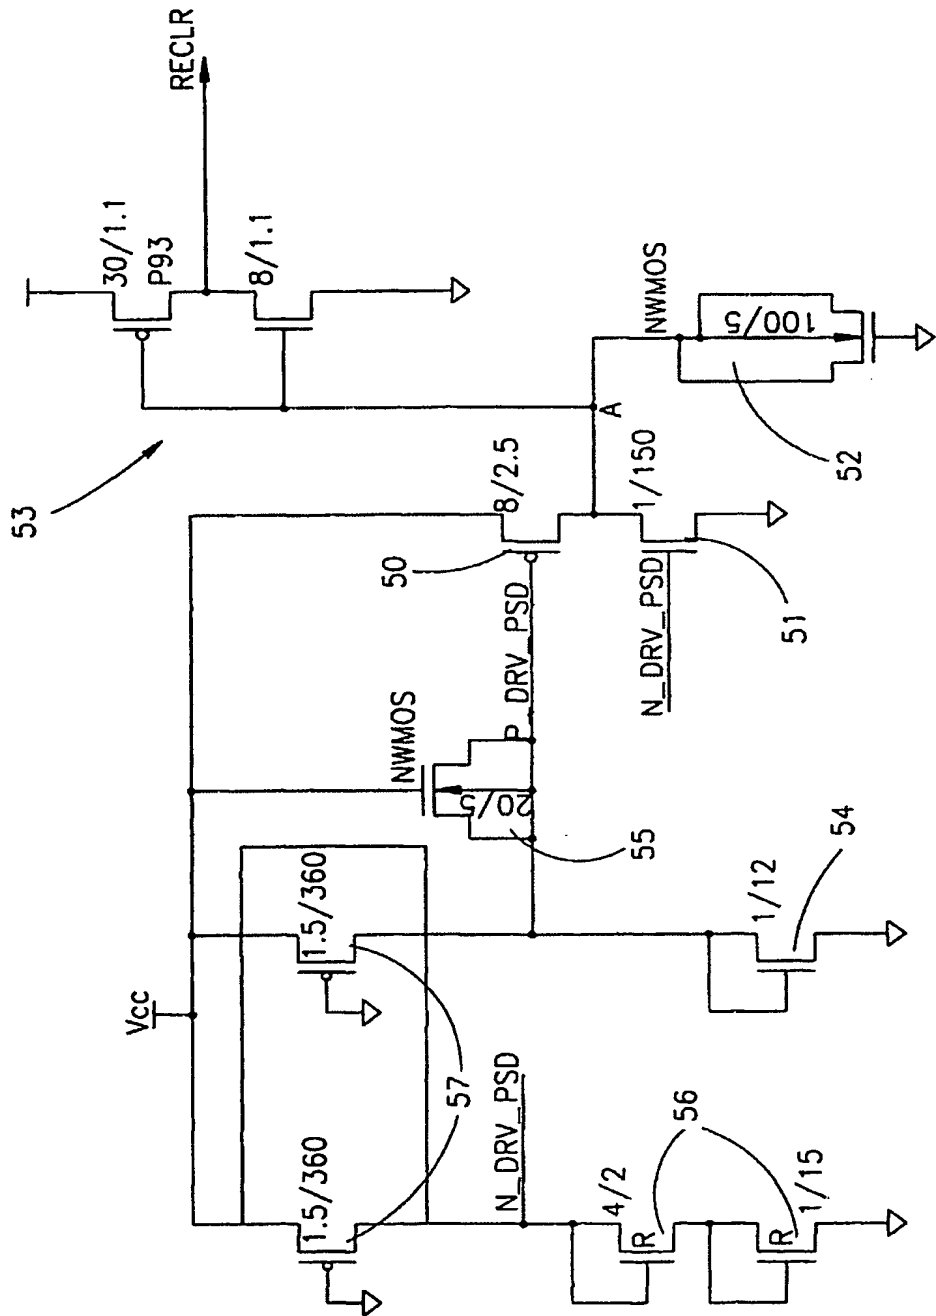 RECLR
30/1.1
P93
8/1.1
53
NWMOS
100/5
52
A
8/2.5
50
1/150
N_DRV_PSD
51
P_DRV_PSD
NWMOS
20/5
55
Vcc
1.5/360
1.5/360
57
1/12
54
N_DRV_PSD
4/2
R
56
R
1/15